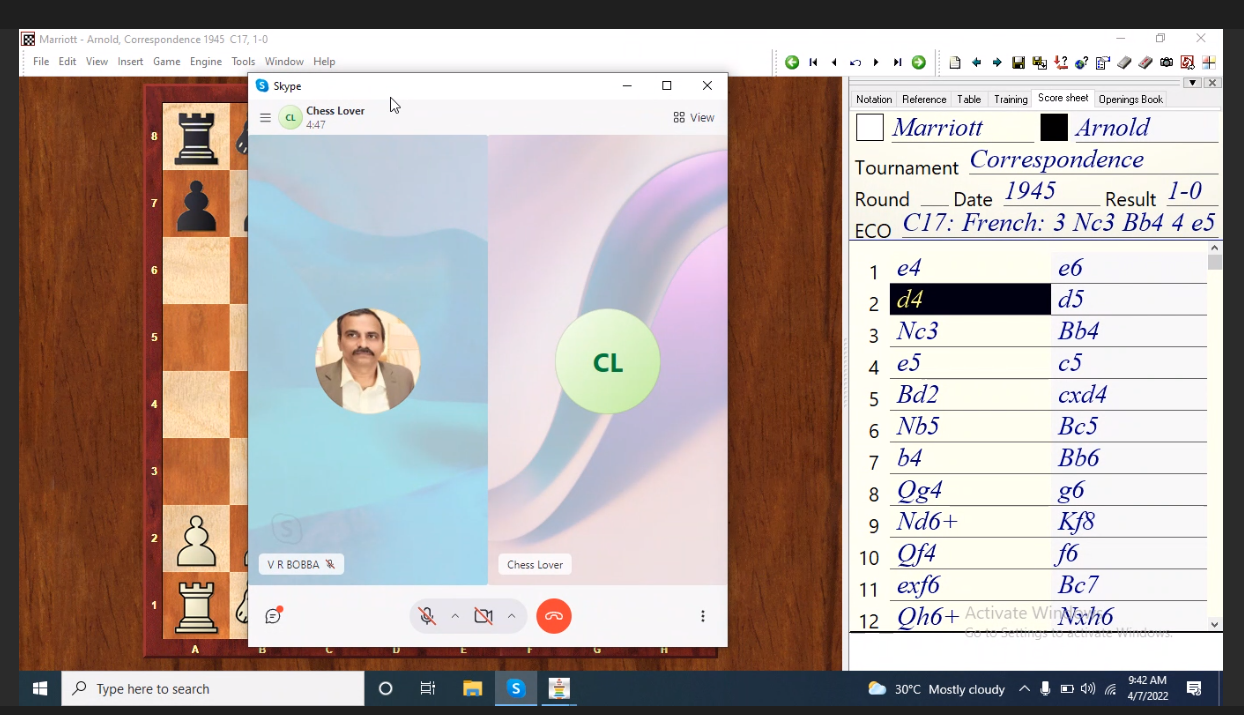 Marriott - Arnold, Correspondence 1945  C17, 1-0
File Edit View Insert Game Engine Tools Window Help
Skype
CL Chess Lover
4:47
View
CL
V R BOBBA
Chess Lover
8
7
6
5
4
3
2
1
A B C D E F G H
Notation Reference Table Training Score sheet Openings Book
Marriott Arnold
Tournament Correspondence
Round Date 1945 Result 1-0
ECO C17: French: 3 Nc3 Bb4 4 e5
1 e4 e6
2 d4 d5
3 Nc3 Bb4
4 e5 c5
5 Bd2 cxd4
6 Nb5 Bc5
7 b4 Bb6
8 Qg4 g6
9 Nd6+ Kf8
10 Qf4 f6
11 exf6 Bc7
12 Qh6+ Nxh6
Activate Windows
Go to Settings to activate Windows.
Type here to search
30°C Mostly cloudy
9:42 AM
4/7/2022